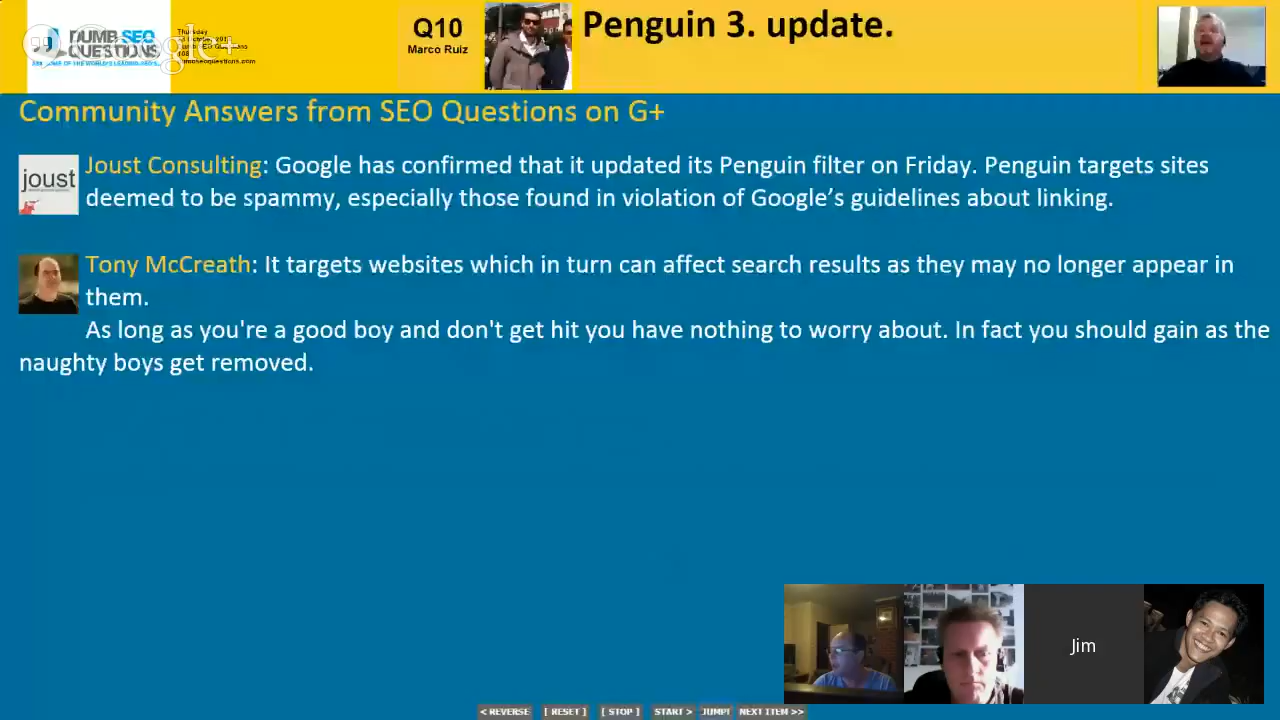 DUMB SEO
QUESTIONS
Thursday
Q10
Marco Ruiz
Penguin 3. update.
Community Answers from SEO Questions on G+
joust
Joust Consulting: Google has confirmed that it updated its Penguin filter on Friday. Penguin targets sites
deemed to be spammy, especially those found in violation of Google’s guidelines about linking.
Tony McCreath: It targets websites which in turn can affect search results as they may no longer appear in
them.
As long as you're a good boy and don't get hit you have nothing to worry about. In fact you should gain as the
naughty boys get removed.
Jim
< REVERSE [ RESET ] [ STOP ] START > JUMP! NEXT ITEM >>